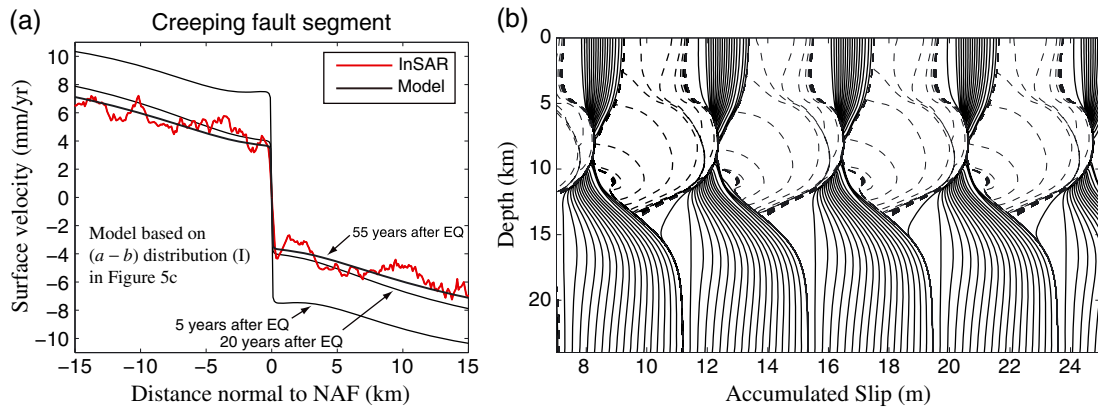 (a)
Creeping fault segment
InSAR
Model
10
8
6
4
2
0
−2
−4
−6
−8
−10
Surface velocity (mm/yr)
Model based on
(a − b) distribution (I)
in Figure 5c
55 years after EQ
5 years after EQ
20 years after EQ
−15
−10
−5
0
5
10
15
Distance normal to NAF (km)
(b)
0
5
10
15
20
Depth (km)
8
10
12
14
16
18
20
22
24
Accumulated Slip (m)